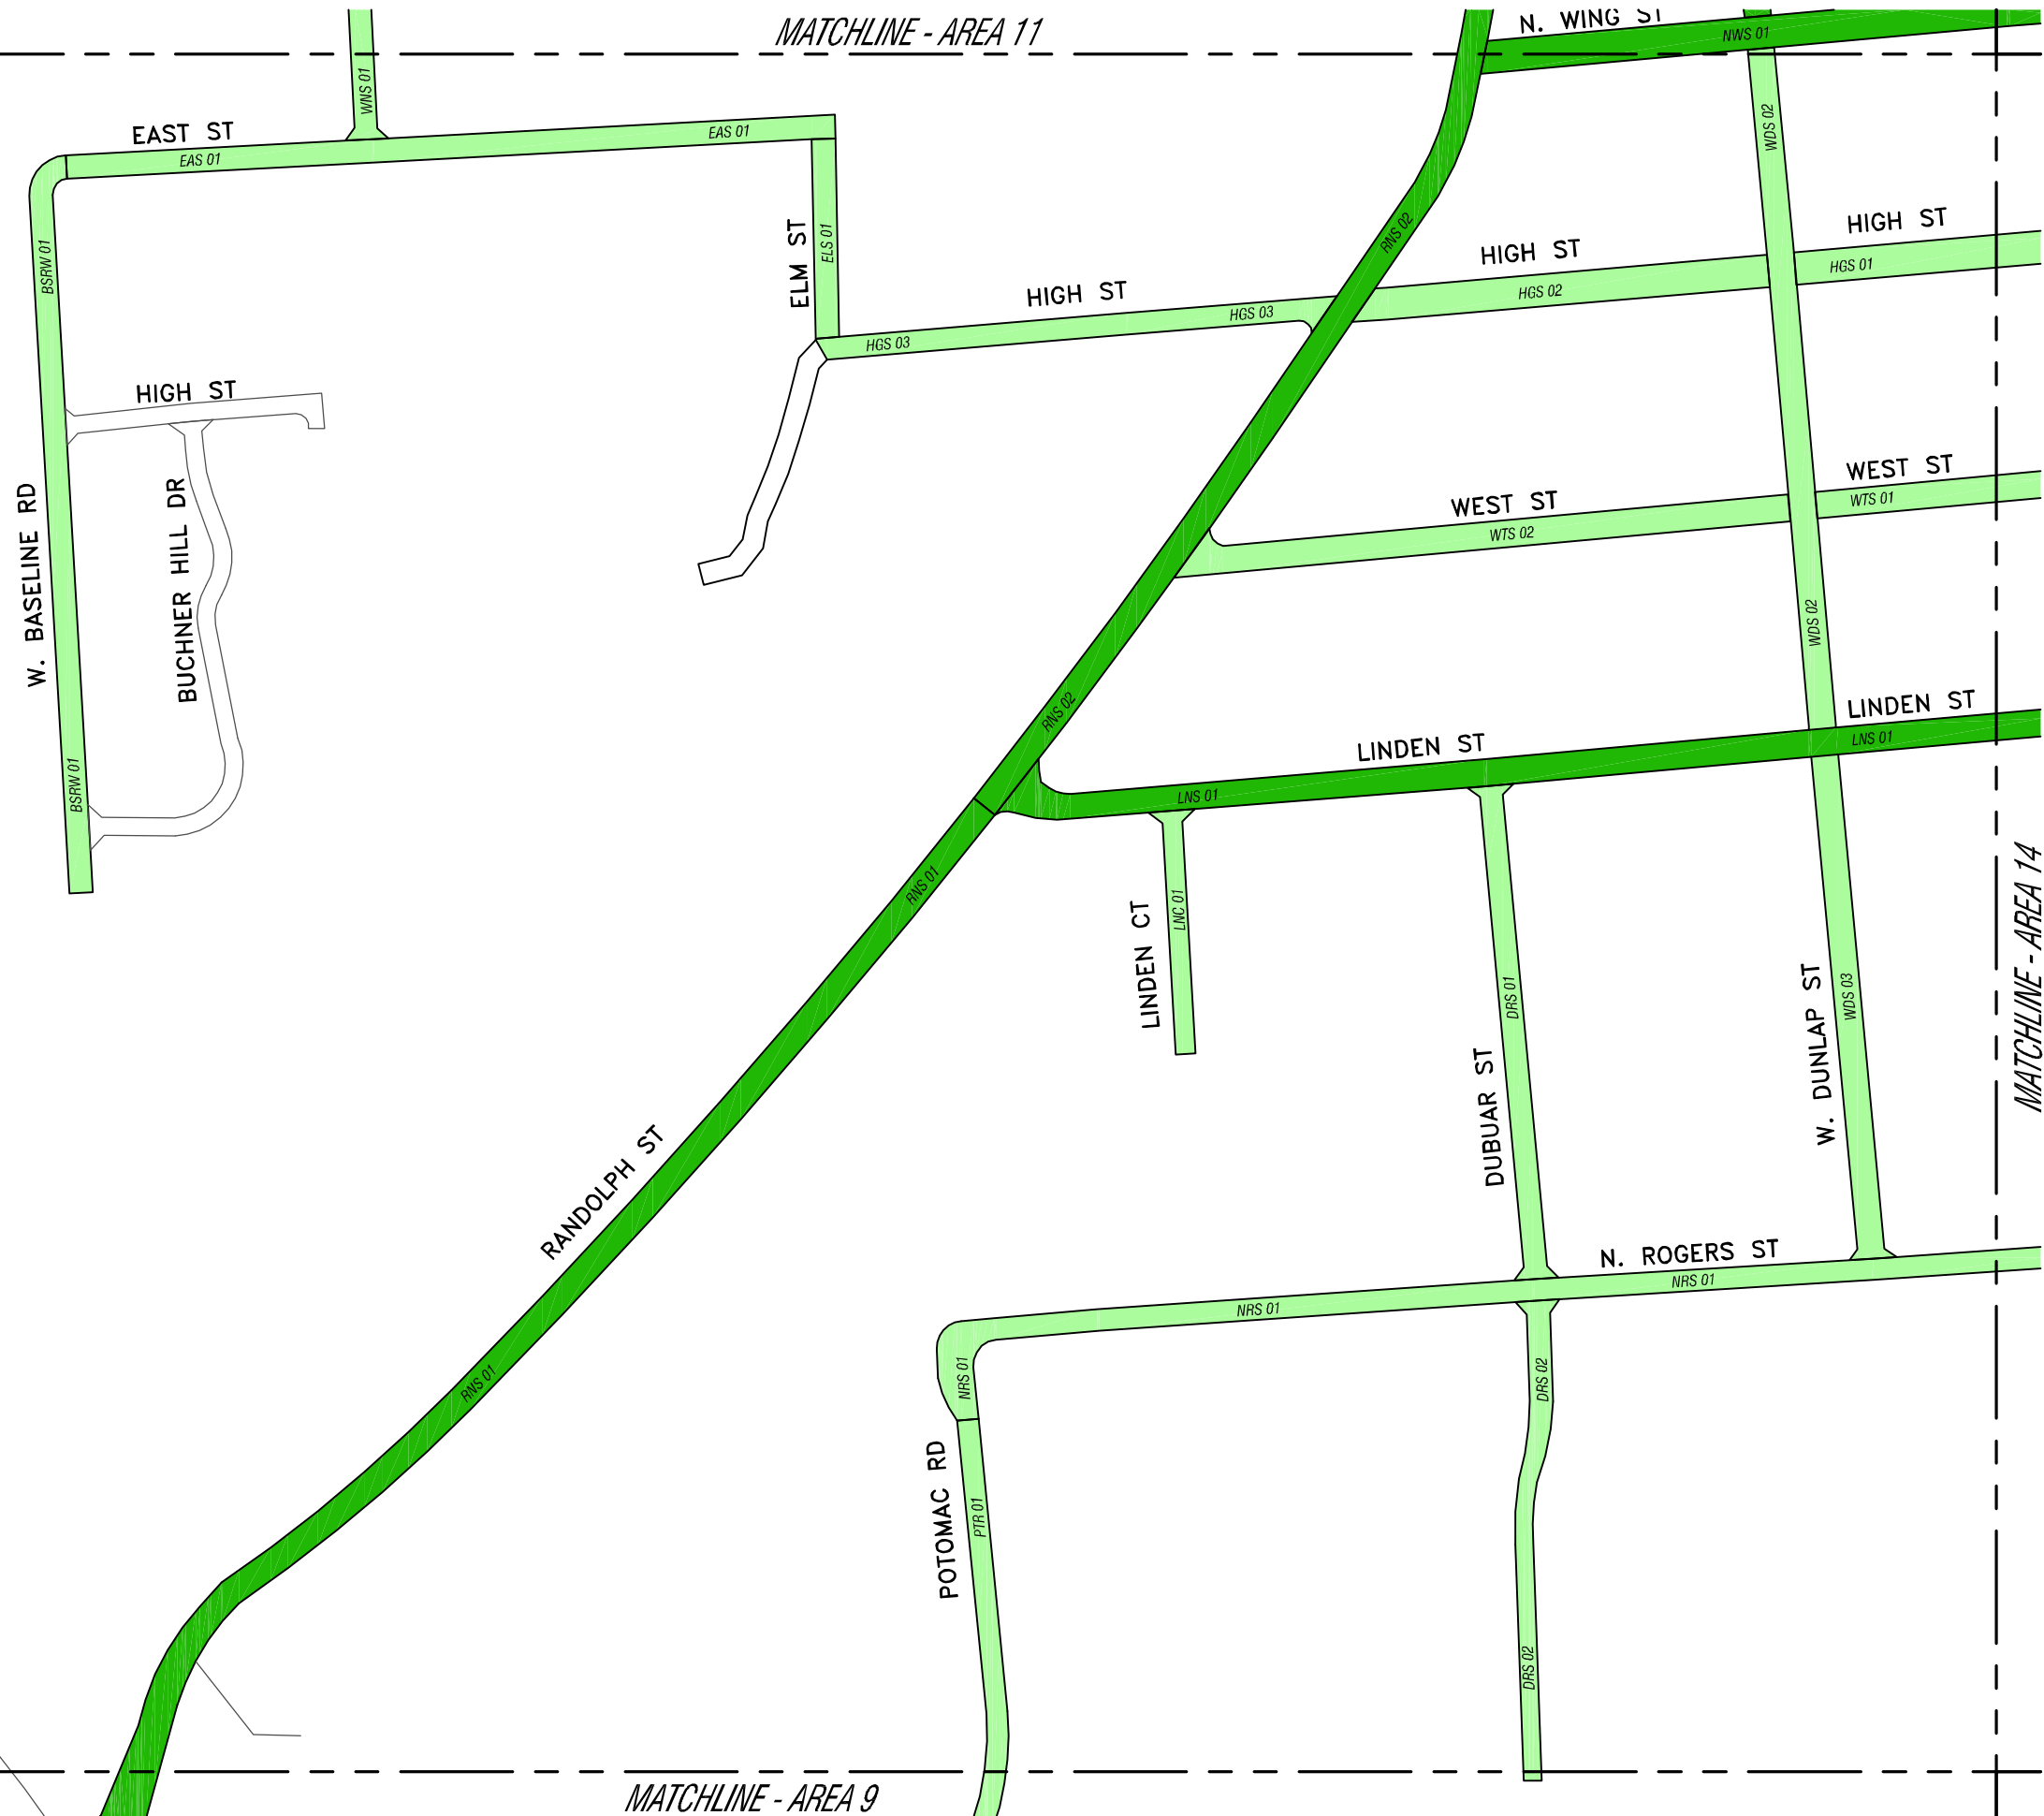 MATCHLINE - AREA 11
N. WING ST
NWS 01
WNS 01
EAST ST
EAS 01
EAS 01
WDS 02
BSRW 01
ELM ST
ELS 01
RNS 02
HIGH ST
HIGH ST
HIGH ST
HGS 01
HGS 02
HGS 03
HGS 03
HIGH ST
W. BASELINE RD
BUCHNER HILL DR
WEST ST
WEST ST
WTS 01
WTS 02
WDS 02
RNS 02
LINDEN ST
LINDEN ST
LNS 01
LNS 01
BSRW 01
RNS 01
LINDEN CT
LNC 01
DRS 01
DUBUAR ST
W. DUNLAP ST
WDS 03
MATCHLINE - AREA 14
RANDOLPH ST
N. ROGERS ST
NRS 01
NRS 01
NRS 01
RNS 01
DRS 02
POTOMAC RD
PTR 01
DRS 02
MATCHLINE - AREA 9